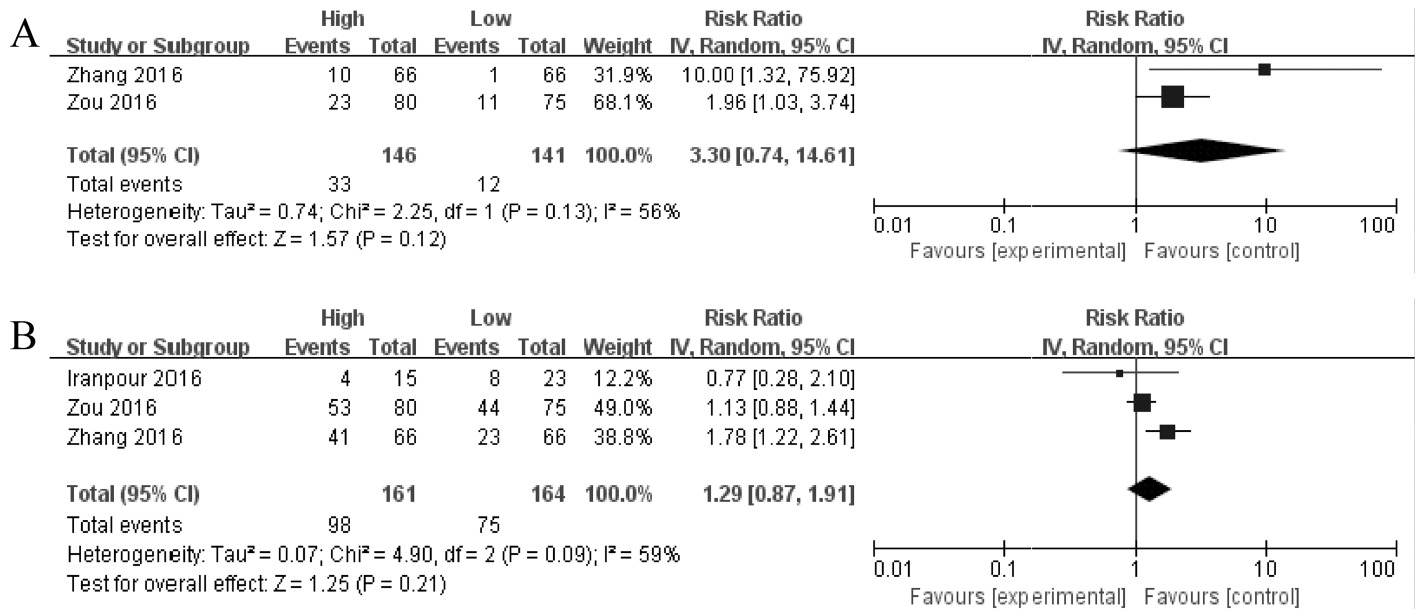 A
High Low Risk Ratio Risk Ratio
Study or Subgroup Events Total Events Total Weight IV, Random, 95% CI IV, Random, 95% CI
Zhang 2016 10 66 1 66 31.9% 10.00 [1.32, 75.92]
Zou 2016 23 80 11 75 68.1% 1.96 [1.03, 3.74]
Total (95% CI) 146 141 100.0% 3.30 [0.74, 14.61]
Total events 33 12
Heterogeneity: Tau² = 0.74; Chi² = 2.25, df = 1 (P = 0.13); I² = 56%
Test for overall effect: Z = 1.57 (P = 0.12)
0.01 0.1 1 10 100
Favours [experimental] Favours [control]
B
High Low Risk Ratio Risk Ratio
Study or Subgroup Events Total Events Total Weight IV, Random, 95% CI IV, Random, 95% CI
Iranpour 2016 4 15 8 23 12.2% 0.77 [0.28, 2.10]
Zou 2016 53 80 44 75 49.0% 1.13 [0.88, 1.44]
Zhang 2016 41 66 23 66 38.8% 1.78 [1.22, 2.61]
Total (95% CI) 161 164 100.0% 1.29 [0.87, 1.91]
Total events 98 75
Heterogeneity: Tau² = 0.07; Chi² = 4.90, df = 2 (P = 0.09); I² = 59%
Test for overall effect: Z = 1.25 (P = 0.21)
0.01 0.1 1 10 100
Favours [experimental] Favours [control]